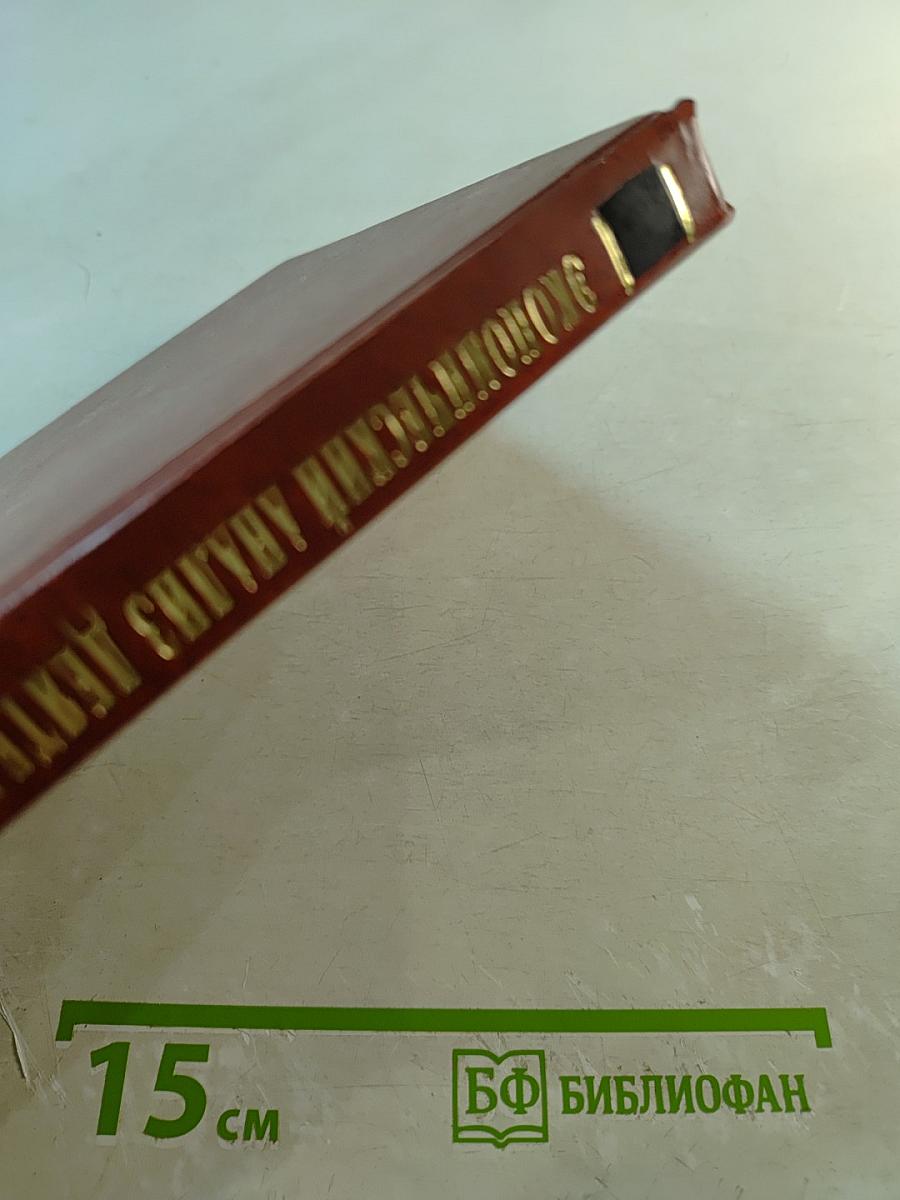 ЭКОНОМИЧЕСКИЙ АНАЛИЗ
15 см
БФ БИБЛИОФАН